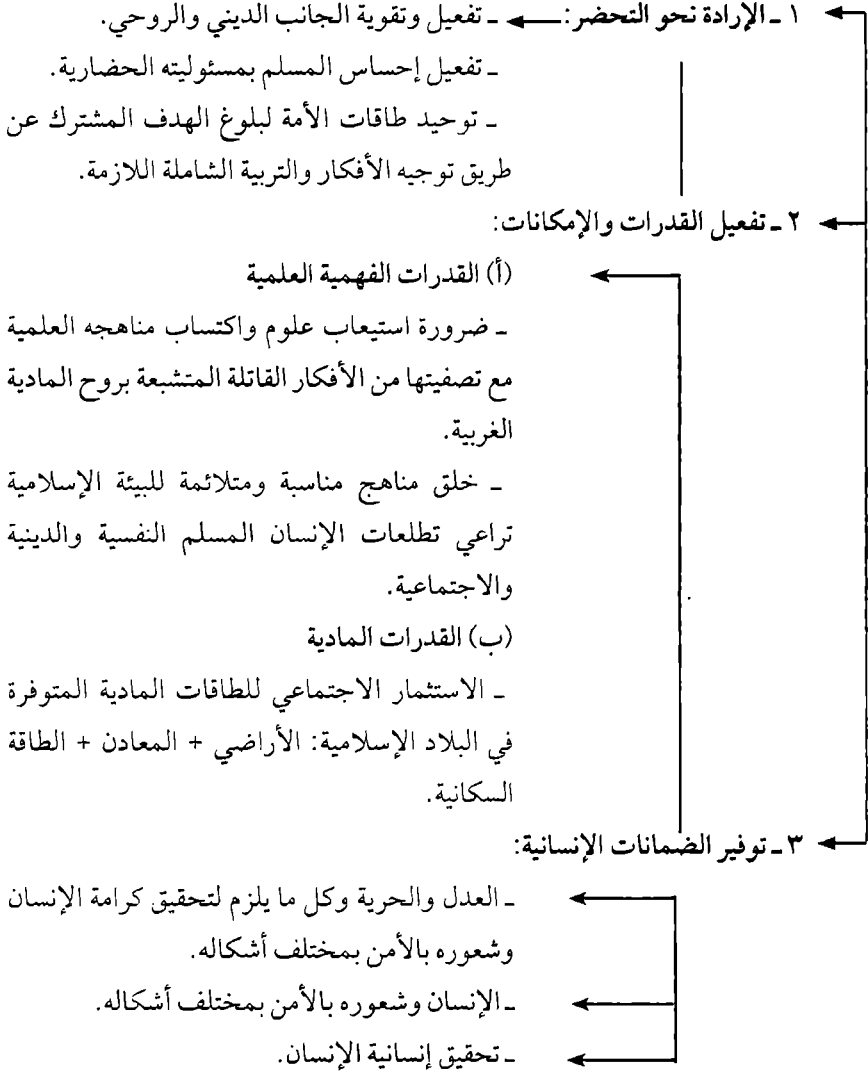 ١ ـ الإرادة نحو التحضر: ـ تفعيل وتقوية الجانب الديني والروحي.
ـ تفعيل إحساس المسلم بمسئوليته الحضارية.
ـ توحيد طاقات الأمة لبلوغ الهدف المشترك عن
طريق توجيه الأفكار والتربية الشاملة اللازمة.
٢ ـ تفعيل القدرات والإمكانات:
(أ) القدرات الفهمية العلمية
ـ ضرورة استيعاب علوم واكتساب مناهجه العلمية
مع تصفيتها من الأفكار القاتلة المتشبعة بروح المادية
الغربية.
ـ خلق مناهج مناسبة ومتلائمة للبيئة الإسلامية
تراعي تطلعات الإنسان المسلم النفسية والدينية
والاجتماعية.
(ب) القدرات المادية
ـ الاستثمار الاجتماعي للطاقات المادية المتوفرة
في البلاد الإسلامية: الأراضي + المعادن + الطاقة
السكانية.
٣ ـ توفير الضمانات الإنسانية:
ـ العدل والحرية وكل ما يلزم لتحقيق كرامة الإنسان
وشعوره بالأمن بمختلف أشكاله.
ـ الإنسان وشعوره بالأمن بمختلف أشكاله.
ـ تحقيق إنسانية الإنسان.